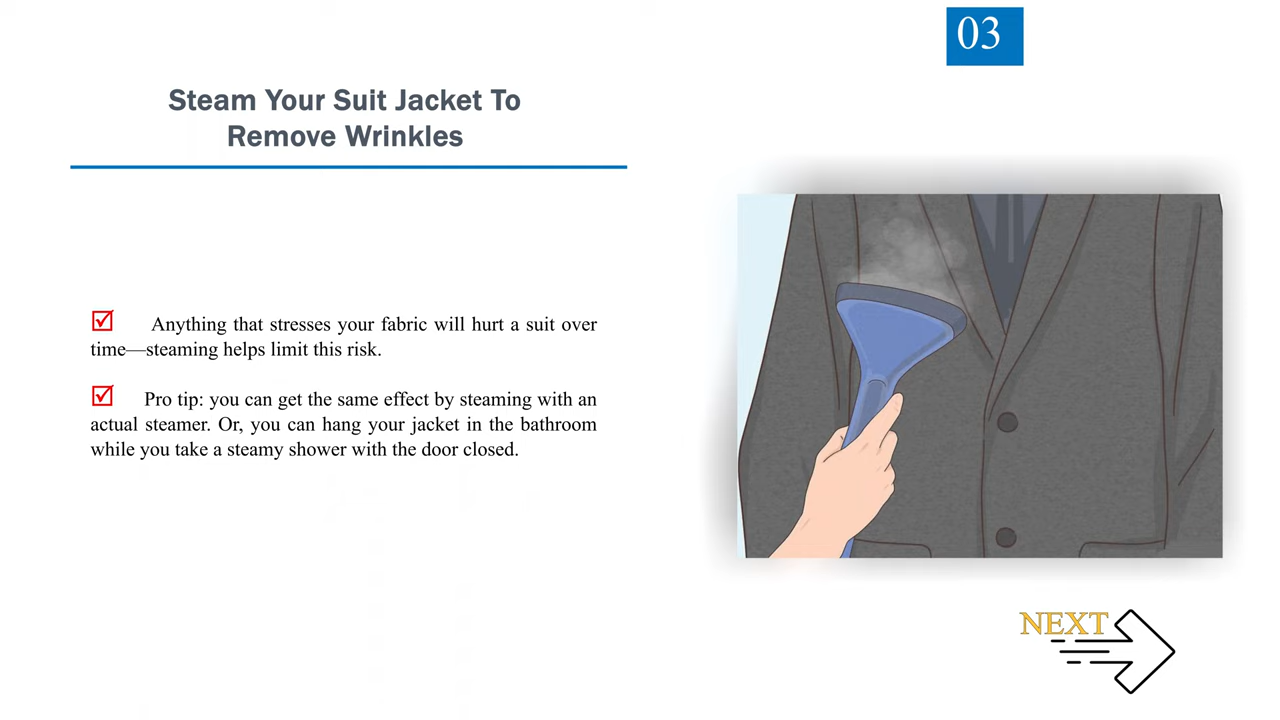 03
Steam Your Suit Jacket To
Remove Wrinkles
Anything that stresses your fabric will hurt a suit over
time—steaming helps limit this risk.
Pro tip: you can get the same effect by steaming with an
actual steamer. Or, you can hang your jacket in the bathroom
while you take a steamy shower with the door closed.
NEXT